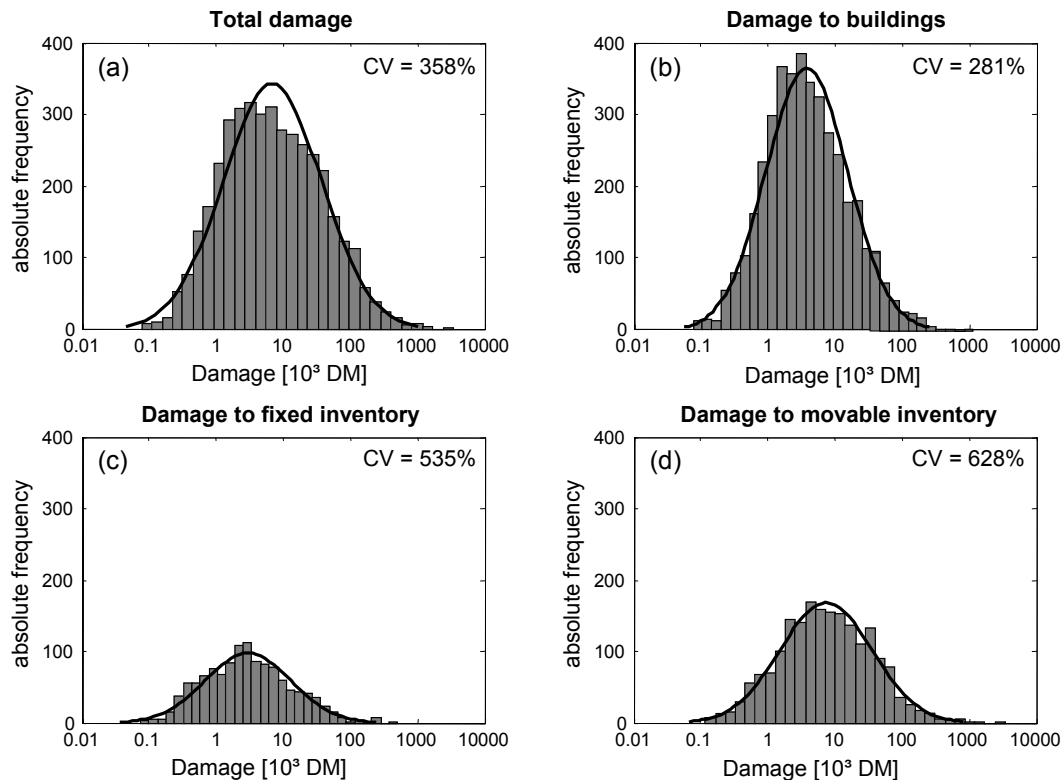 Total damage
(a)
CV = 358%
absolute frequency
400
300
200
100
0
0.01 0.1 1 10 100 1000 10000
Damage [10³ DM]
Damage to buildings
(b)
CV = 281%
absolute frequency
400
300
200
100
0
0.01 0.1 1 10 100 1000 10000
Damage [10³ DM]
Damage to fixed inventory
(c)
CV = 535%
absolute frequency
400
300
200
100
0
0.01 0.1 1 10 100 1000 10000
Damage [10³ DM]
Damage to movable inventory
(d)
CV = 628%
absolute frequency
400
300
200
100
0
0.01 0.1 1 10 100 1000 10000
Damage [10³ DM]